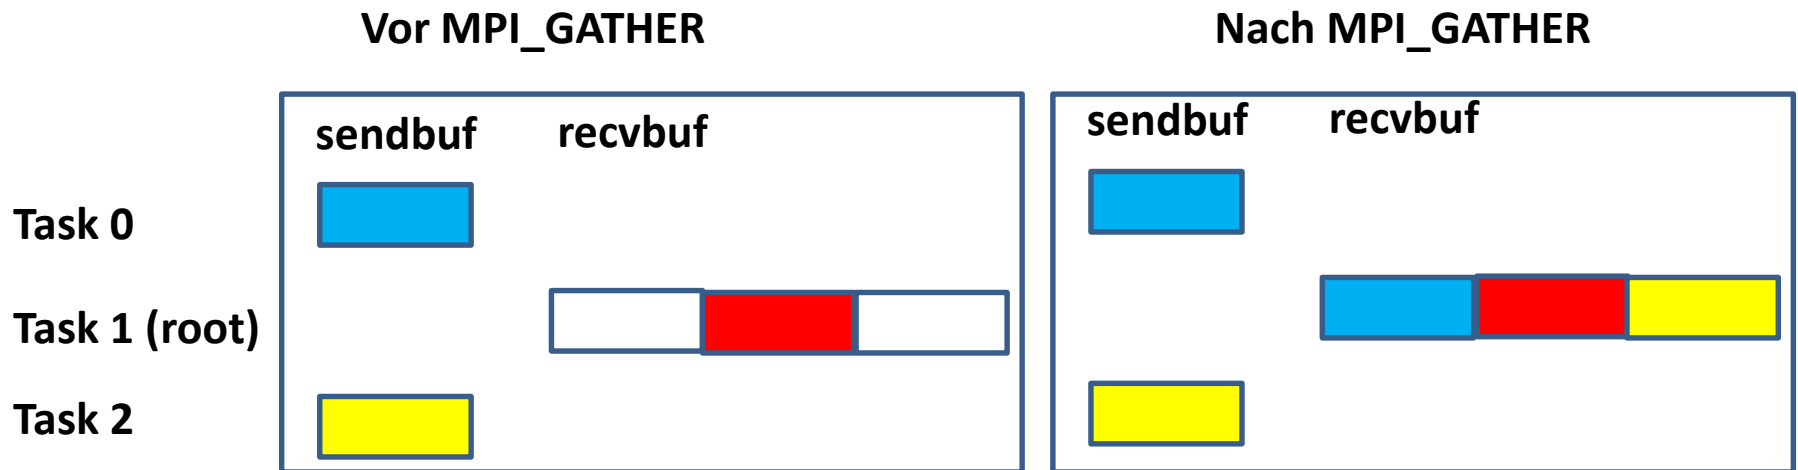 Vor MPI_GATHER
Nach MPI_GATHER
sendbuf recvbuf
sendbuf recvbuf
Task 0
Task 1 (root)
Task 2